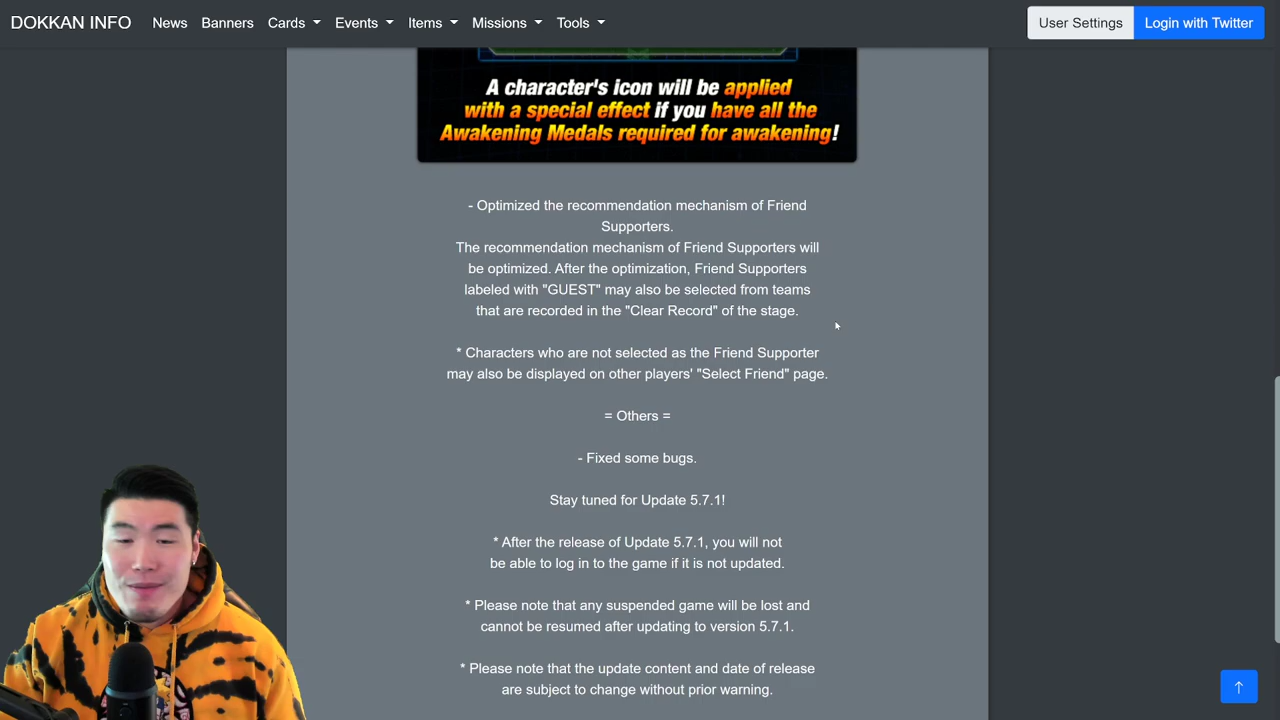 DOKKAN INFO News Banners Cards Events Items Missions Tools User Settings Login with Twitter
A character's icon will be applied
with a special effect if you have all the
Awakening Medals required for awakening!
- Optimized the recommendation mechanism of Friend
Supporters.
The recommendation mechanism of Friend Supporters will
be optimized. After the optimization, Friend Supporters
labeled with "GUEST" may also be selected from teams
that are recorded in the "Clear Record" of the stage.
* Characters who are not selected as the Friend Supporter
may also be displayed on other players' "Select Friend" page.
= Others =
- Fixed some bugs.
Stay tuned for Update 5.7.1!
* After the release of Update 5.7.1, you will not
be able to log in to the game if it is not updated.
* Please note that any suspended game will be lost and
cannot be resumed after updating to version 5.7.1.
* Please note that the update content and date of release
are subject to change without prior warning.